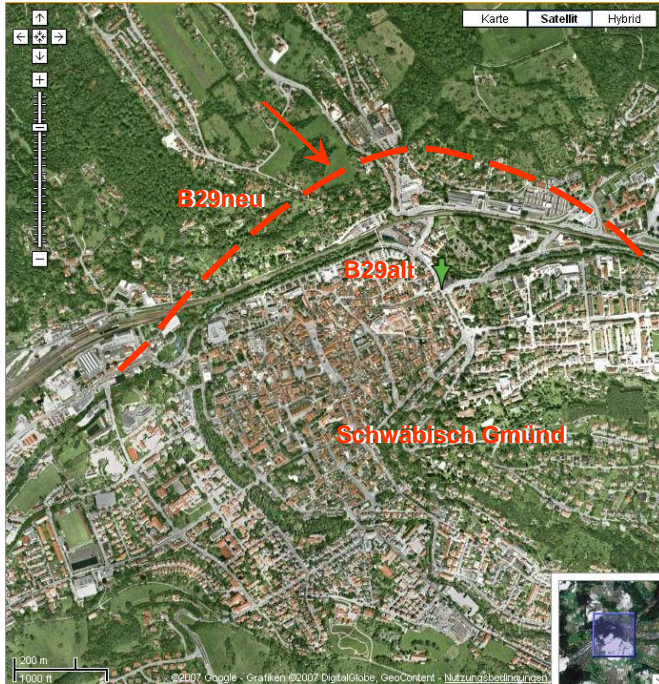 Karte Satellit Hybrid
B29neu
B29alt
Schwäbisch Gmünd
200 m
1000 ft
©2007 Google - Grafiken ©2007 DigitalGlobe, GeoContent - Nutzungsbedingungen